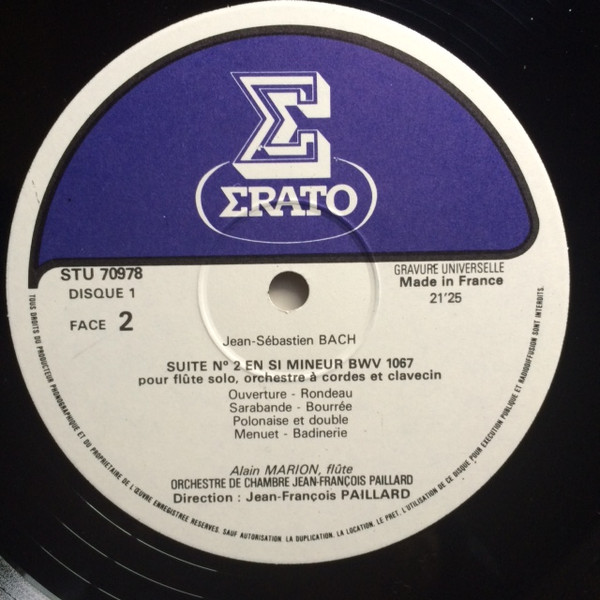 ΣRATO
STU 70978
DISQUE 1
FACE 2
GRAVURE UNIVERSELLE
Made in France
21'25
Jean-Sébastien BACH
SUITE N° 2 EN SI MINEUR BWV 1067
pour flûte solo, orchestre à cordes et clavecin
Ouverture - Rondeau
Sarabande - Bourrée
Polonaise et double
Menuet - Badinerie
Alain MARION, flûte
ORCHESTRE DE CHAMBRE JEAN-FRANÇOIS PAILLARD
Direction : Jean-François PAILLARD
TOUS DROITS DU PRODUCTEUR PHONOGRAPHIQUE ET DU PROPRIETAIRE DE L'ŒUVRE ENREGISTREE RESERVES. SAUF AUTORISATION. LA DUPLICATION. LA LOCATION. LE PRET. L'UTILISATION DE CE DISQUE POUR EXECUTION PUBLIQUE ET RADIODIFFUSION SONT INTERDITS.